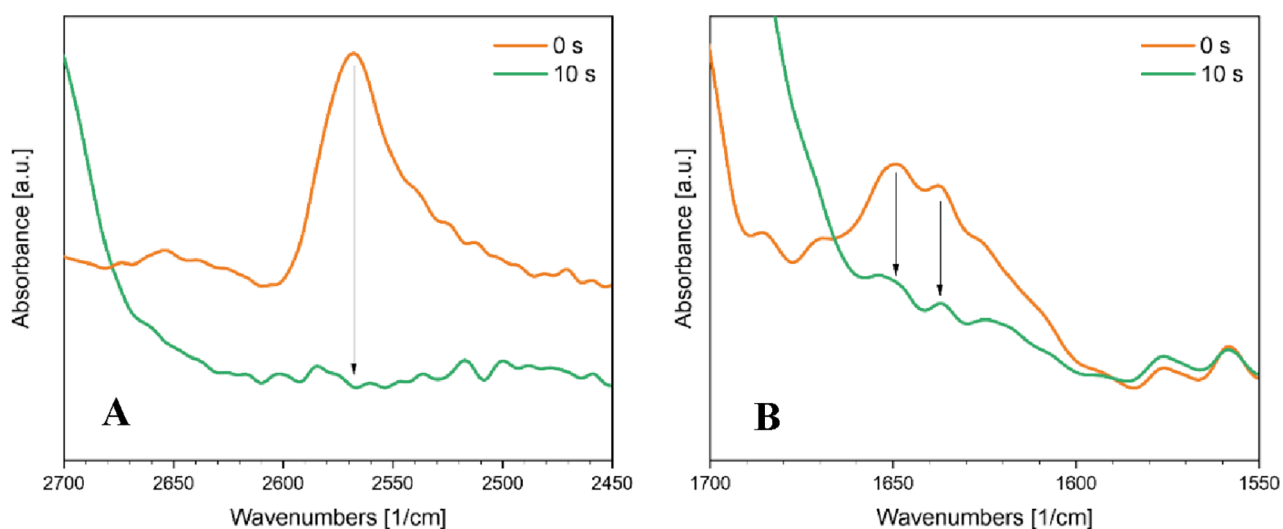 0 s
10 s
Absorbance [a.u.]
A
2700 2650 2600 2550 2500 2450
Wavenumbers [1/cm]
0 s
10 s
Absorbance [a.u.]
B
1700 1650 1600 1550
Wavenumbers [1/cm]